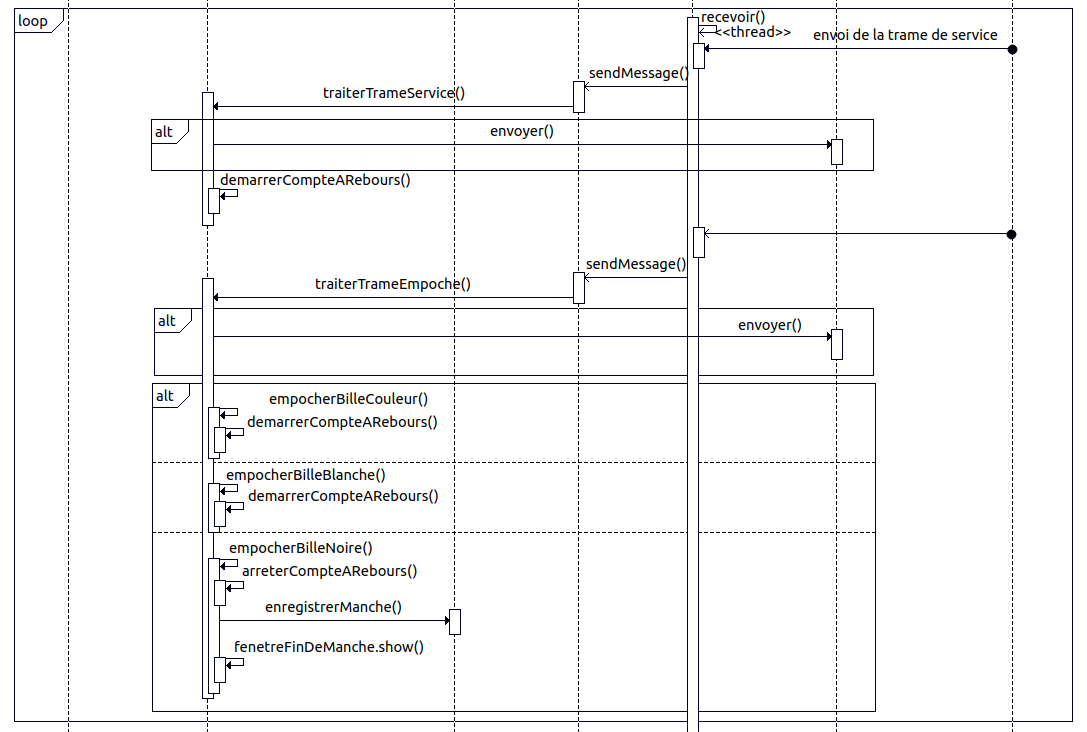 loop
recevoir()
<<thread>>
envoi de la trame de service
sendMessage()
traiterTrameService()
alt
envoyer()
demarrerCompteARebours()
sendMessage()
traiterTrameEmpoche()
alt
envoyer()
alt
empocherBilleCouleur()
demarrerCompteARebours()
empocherBilleBlanche()
demarrerCompteARebours()
empocherBilleNoire()
arreterCompteARebours()
enregistrerManche()
fenetreFinDeManche.show()